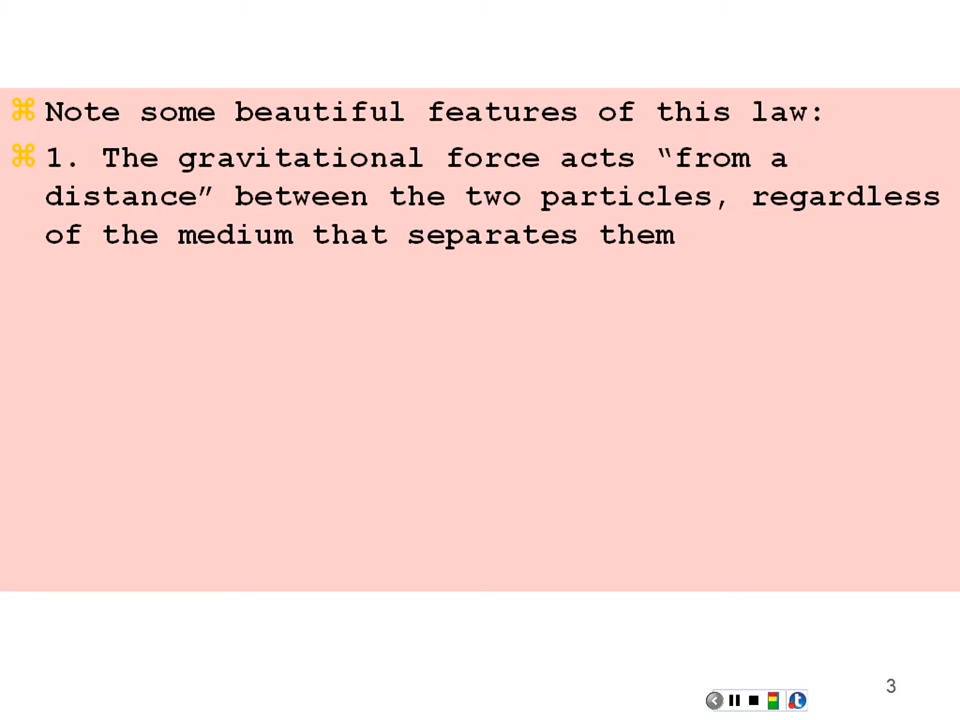 ⌘ Note some beautiful features of this law:
⌘ 1. The gravitational force acts “from a
distance” between the two particles, regardless
of the medium that separates them
3